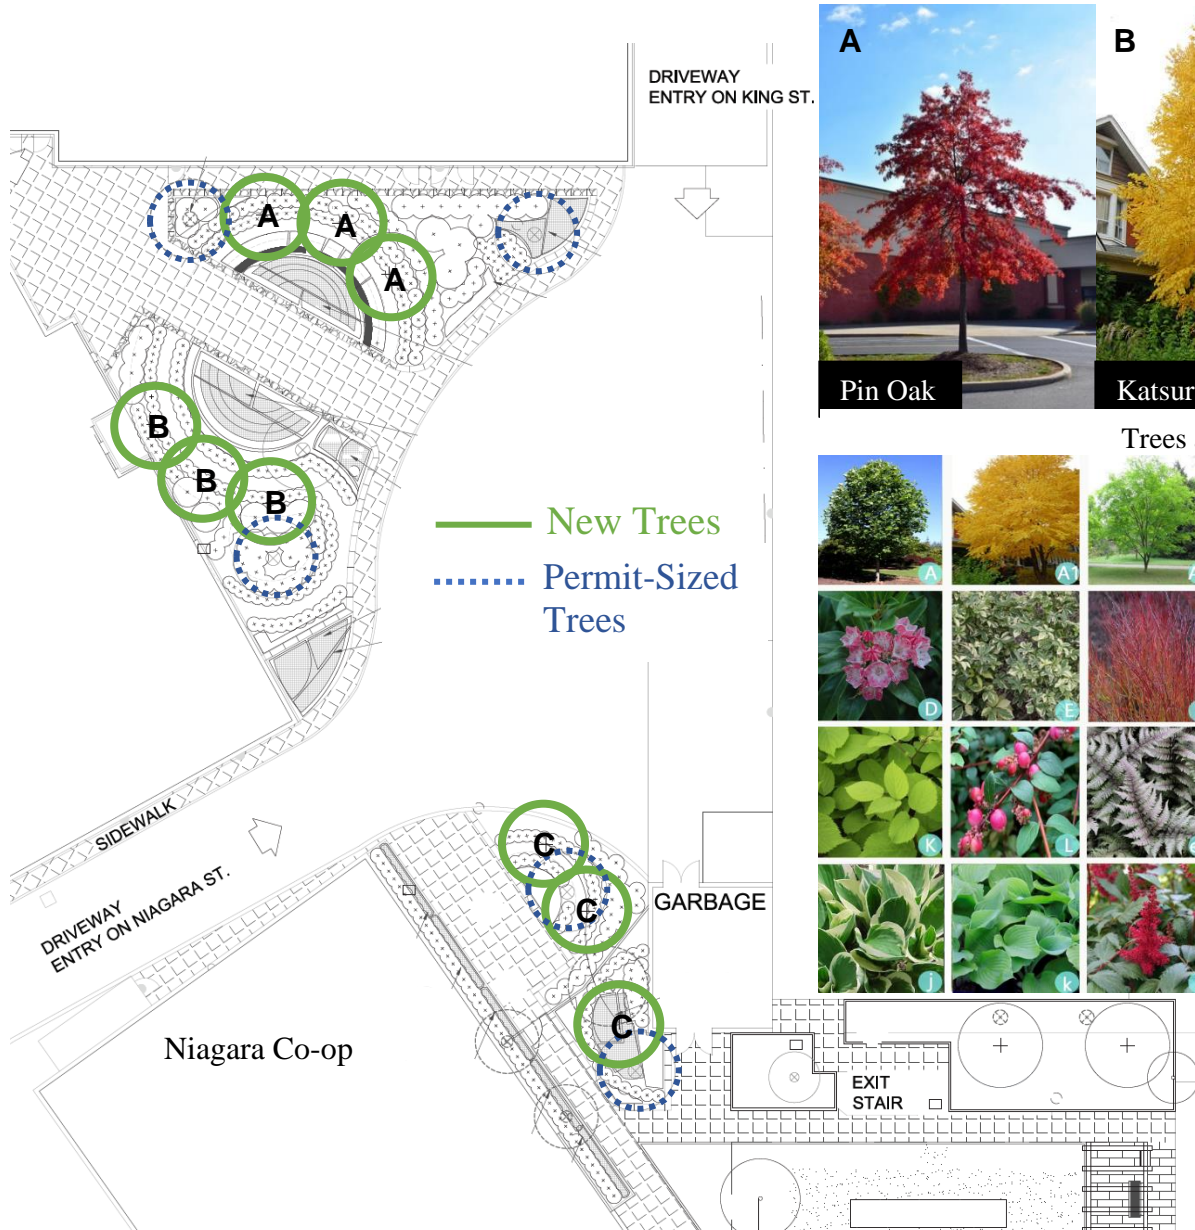 A
B
DRIVEWAY
ENTRY ON KING ST.
A
A
A
Pin Oak
Katsur
Trees
B
B
B
New Trees
Permit-Sized
Trees
A
A1
D
E
K
L
e
j
k
SIDEWALK
DRIVEWAY
ENTRY ON NIAGARA ST.
C
C
GARBAGE
C
Niagara Co-op
EXIT
STAIR